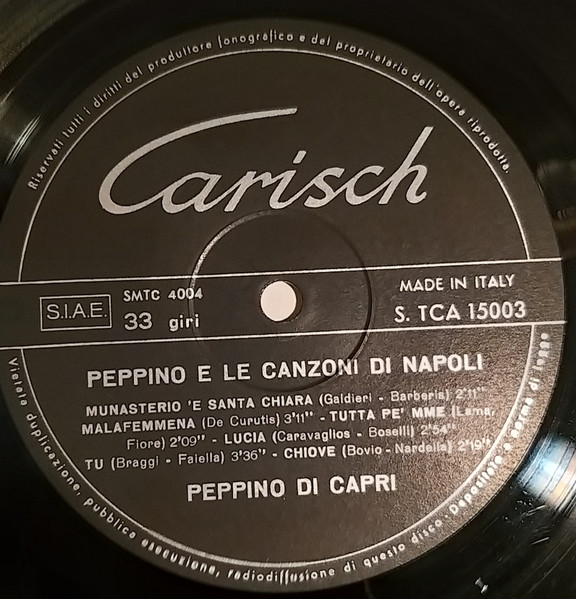 Riservati tutti i diritti del produttore fonografico e del proprietario dell'opera riprodotta.
Carisch
S.I.A.E.
SMTC 4004
33 giri
MADE IN ITALY
S. TCA 15003
PEPPINO E LE CANZONI DI NAPOLI
MUNASTERIO 'E SANTA CHIARA (Galdieri - Barberis) 2'11"
MALAFEMMENA (De Curutis) 3'11" - TUTTA PE' MME (Lama,
Fiore) 2'09" - LUCIA (Caravaglios - Boselli) 2'54"
TU (Braggi - Faiella) 3'36" - CHIOVE (Bovio - Nardella) 2'19"
PEPPINO DI CAPRI
Vietata duplicazione, pubblica esecuzione, radiodiffusione di questo disco - Depositato a norma di legge